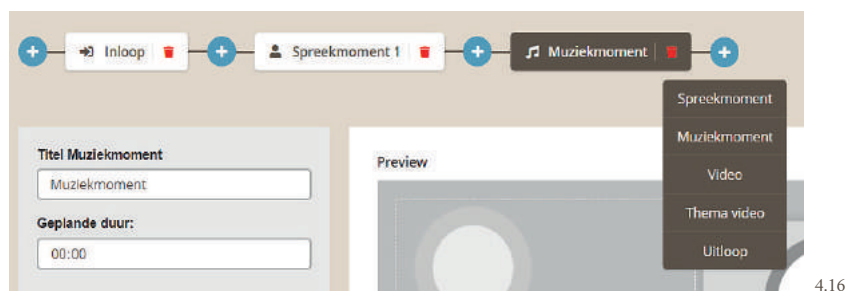 Inloop Spreekmoment 1 Muziekmoment
Spreekmoment
Muziekmoment
Video
Thema video
Uitloop
Titel Muziekmoment
Muziekmoment
Geplande duur:
00:00
Preview
4.16